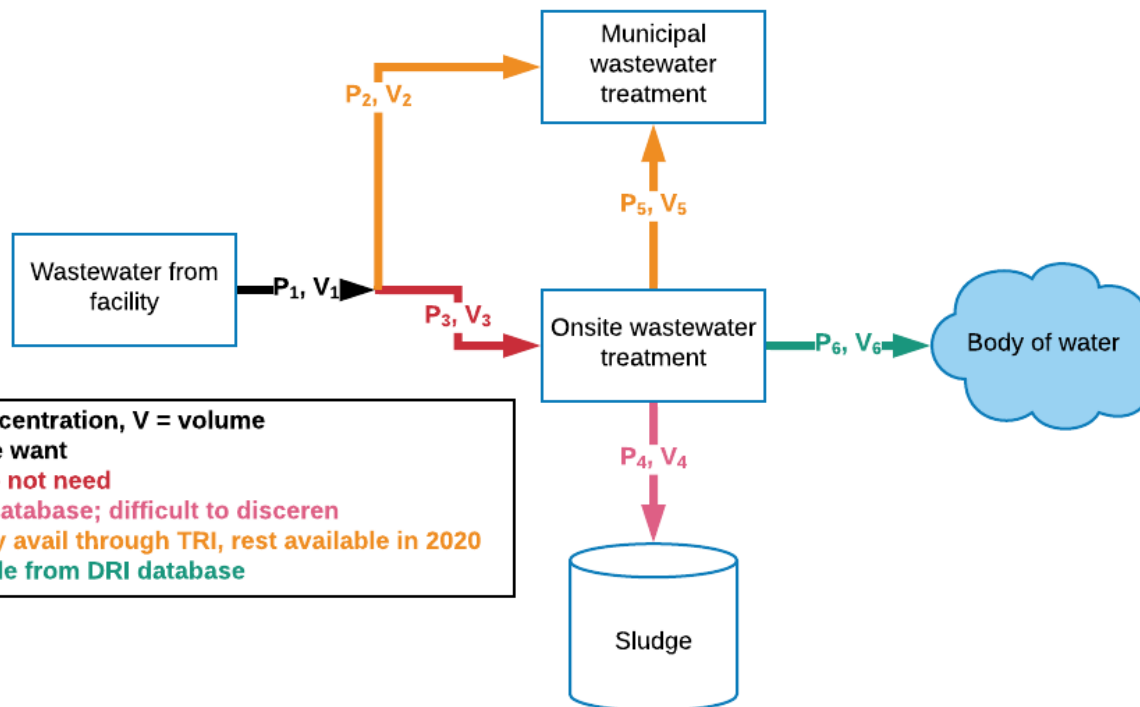 Municipal
wastewater
treatment
P₂, V₂
P₅, V₅
Wastewater from
facility
P₁, V₁
P₃, V₃
Onsite wastewater
treatment
P₆, V₆
Body of water
P₄, V₄
Sludge
centration, V = volume
want
not need
atabase; difficult to disceren
avail through TRI, rest available in 2020
from DRI database